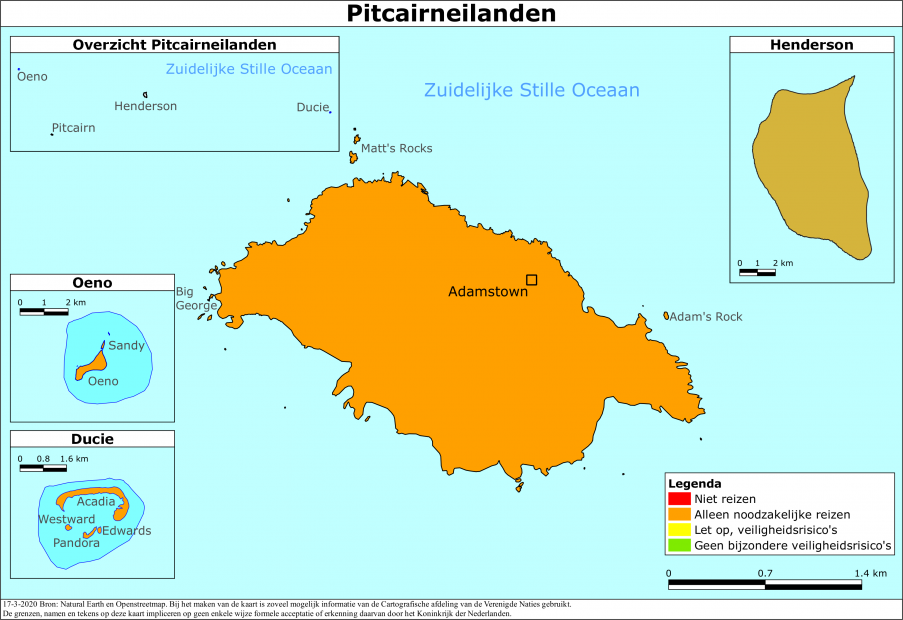 Pitcairneilanden
Overzicht Pitcairneilanden
Zuidelijke Stille Oceaan
Oeno
Henderson
Ducie
Pitcairn
Zuidelijke Stille Oceaan
Henderson
0 1 2 km
Matt's Rocks
Big
George
Adamstown
Adam's Rock
Oeno
0 1 2 km
Sandy
Oeno
Ducie
0 0.8 1.6 km
Acadia
Westward
Edwards
Pandora
Legenda
Niet reizen
Alleen noodzakelijke reizen
Let op, veiligheidsrisico's
Geen bijzondere veiligheidsrisico's
0 0.7 1.4 km
17-3-2020 Bron: Natural Earth en Openstreetmap. Bij het maken van de kaart is zoveel mogelijk informatie van de Cartografische afdeling van de Verenigde Naties gebruikt.
De grenzen, namen en tekens op deze kaart impliceren op geen enkele wijze formele acceptatie of erkenning daarvan door het Koninkrijk der Nederlanden.